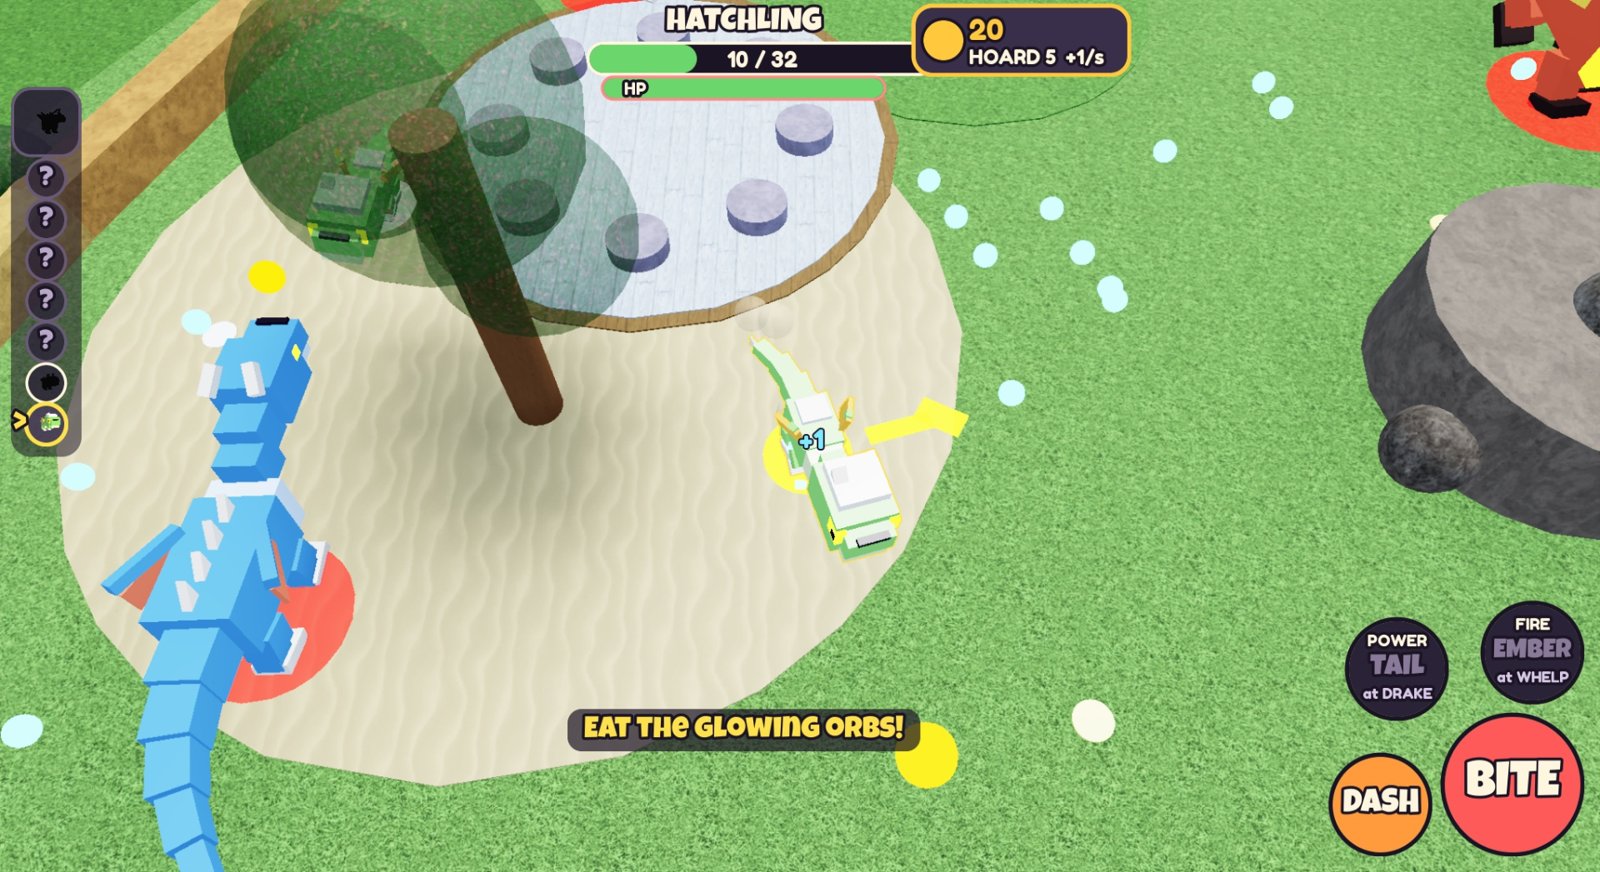 HATCHLING
10 / 32
HP
20
HOARD 5 +1/s
?
?
?
?
?
>
+1
EAT THE GLOWING ORBS!
POWER
TAIL
at DRAKE
FIRE
EMBER
at WHELP
DASH
BITE